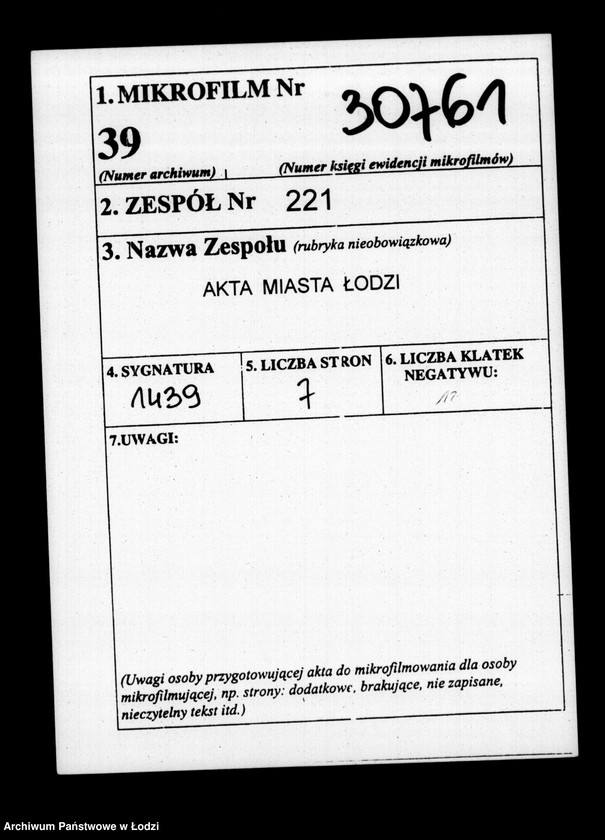 1. MIKROFILM Nr 30761
39
(Numer archiwum) (Numer księgi ewidencji mikrofilmów)
2. ZESPÓŁ Nr 221
3. Nazwa Zespołu (rubryka nieobowiązkowa)
AKTA MIASTA ŁODZI
4. SYGNATURA 5. LICZBA STRON 6. LICZBA KLATEK
NEGATYWU:
1439 7
7.UWAGI:
(Uwagi osoby przygotowującej akta do mikrofilmowania dla osoby
mikrofilmującej, np. strony: dodatkowe, brakujące, nie zapisane,
nieczytelny tekst itd.)
Archiwum Państwowe w Łodzi